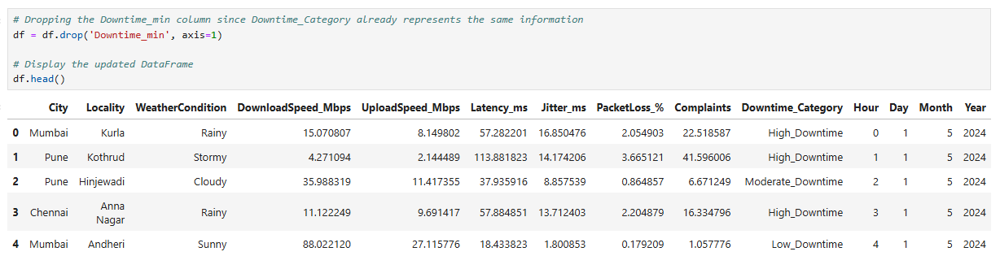 # Dropping the Downtime_min column since Downtime_Category already represents the same information
df = df.drop('Downtime_min', axis=1)
# Display the updated DataFrame
df.head()
City Locality WeatherCondition DownloadSpeed_Mbps UploadSpeed_Mbps Latency_ms Jitter_ms PacketLoss_% Complaints Downtime_Category Hour Day Month Year
0 Mumbai Kurla Rainy 15.070807 8.149802 57.282201 16.850476 2.054903 22.518587 High_Downtime 0 1 5 2024
1 Pune Kothrud Stormy 4.271094 2.144489 113.881823 14.174206 3.665121 41.596006 High_Downtime 1 1 5 2024
2 Pune Hinjewadi Cloudy 35.988319 11.417355 37.935916 8.857539 0.864857 6.671249 Moderate_Downtime 2 1 5 2024
3 Chennai Anna
Nagar Rainy 11.122249 9.691417 57.884851 13.712403 2.204879 16.334796 High_Downtime 3 1 5 2024
4 Mumbai Andheri Sunny 88.022120 27.115776 18.433823 1.800853 0.179209 1.057776 Low_Downtime 4 1 5 2024